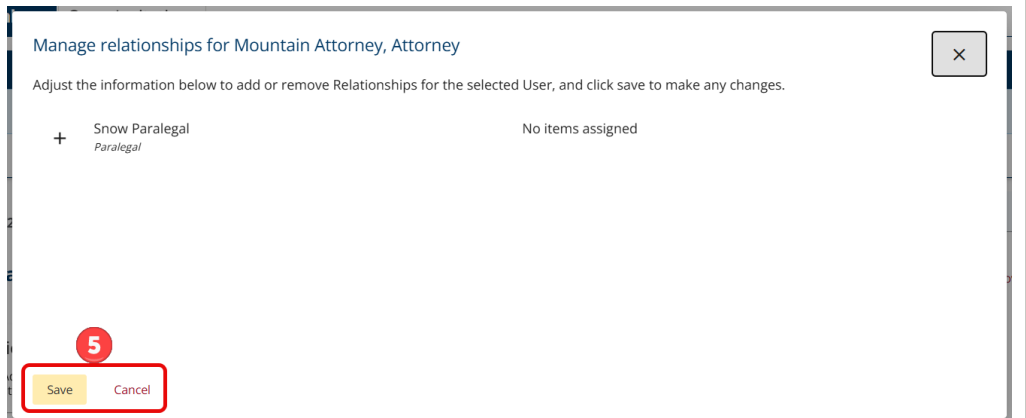 Manage relationships for Mountain Attorney, Attorney
Adjust the information below to add or remove Relationships for the selected User, and click save to make any changes.
Snow Paralegal
Paralegal
No items assigned
5
Save
Cancel